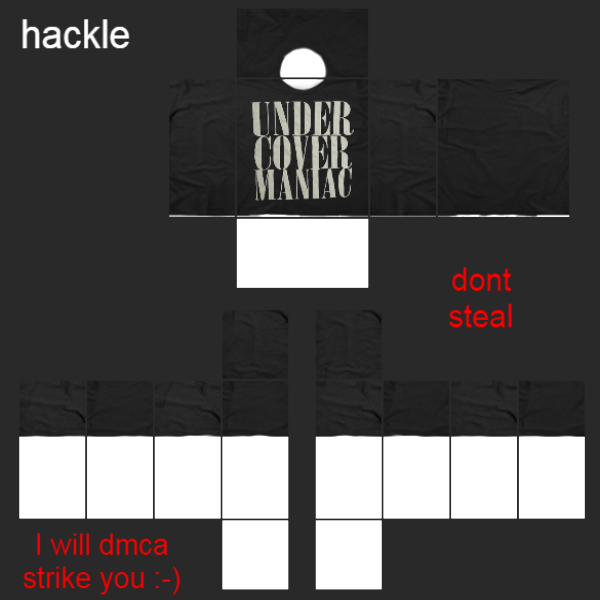 hackle
UNDER
COVER
MANIAC
dont
steal
I will dmca
strike you :-)